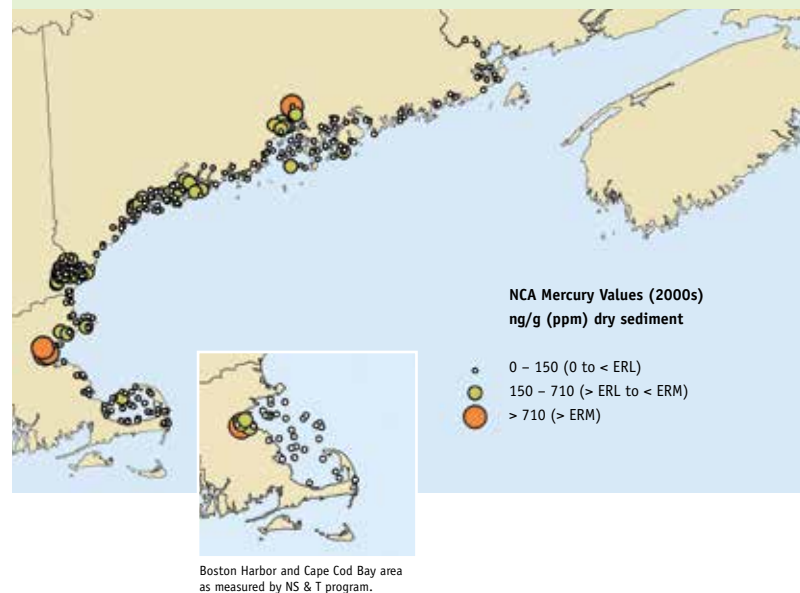 NCA Mercury Values (2000s)
ng/g (ppm) dry sediment
0 – 150 (0 to < ERL)
150 – 710 (> ERL to < ERM)
> 710 (> ERM)
Boston Harbor and Cape Cod Bay area
as measured by NS & T program.